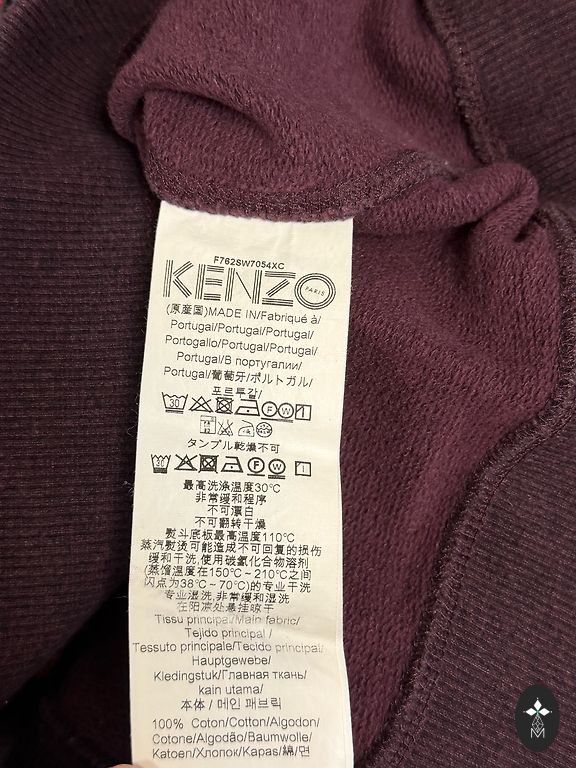 F762SW7054XC
KENZO PARIS
(原産国)MADE IN/Fabriqué à/
Portugal/Portugal/Portugal/
Portogallo/Portugal/Portugal/
Portugal/В португалии/
Portugal/葡萄牙/ポルトガル/
포르투갈/
30 W
F W
タンブル乾燥不可
30 F W
最高洗涤温度30°C
非常缓和程序
不可漂白
不可翻转干燥
熨斗底板最高温度110°C
蒸汽熨烫可能造成不可回复的损伤
缓和干洗,使用碳氢化合物溶剂
(蒸馏温度在150°C~210°C之间
闪点为38°C~70°C)的专业干洗
专业湿洗,非常缓和湿洗
在阴凉处悬挂晾干
Tissu principal/Main fabric/
Tejido principal /
Tessuto principale/Tecido principal/
Hauptgewebe/
Kledingstuk/Главная ткань/
kain utama/
本体 / 메인 패브릭
100% Coton/Cotton/Algodon/
Cotone/Algodão/Baumwolle/
Katoen/Хлопок/Kapas/綿/면
M